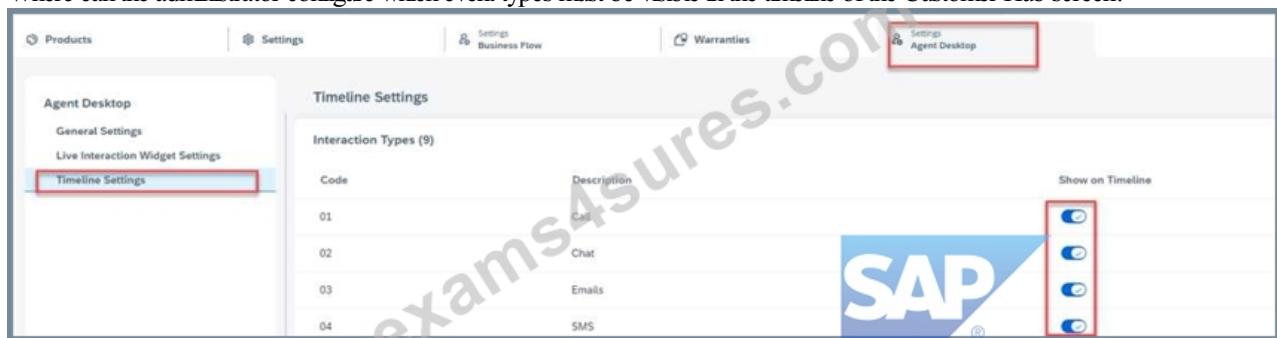 Where can the administrator configure which event types must be visible in the timeline of the Customer Hub screen?
Products
Settings
Settings
Business Flow
Warranties
Settings
Agent Desktop
Agent Desktop
General Settings
Live Interaction Widget Settings
Timeline Settings
Timeline Settings
Interaction Types (9)
Code Description Show on Timeline
01 Call
02 Chat
03 Emails
04 SMS
exams4sures.com
SAP
®